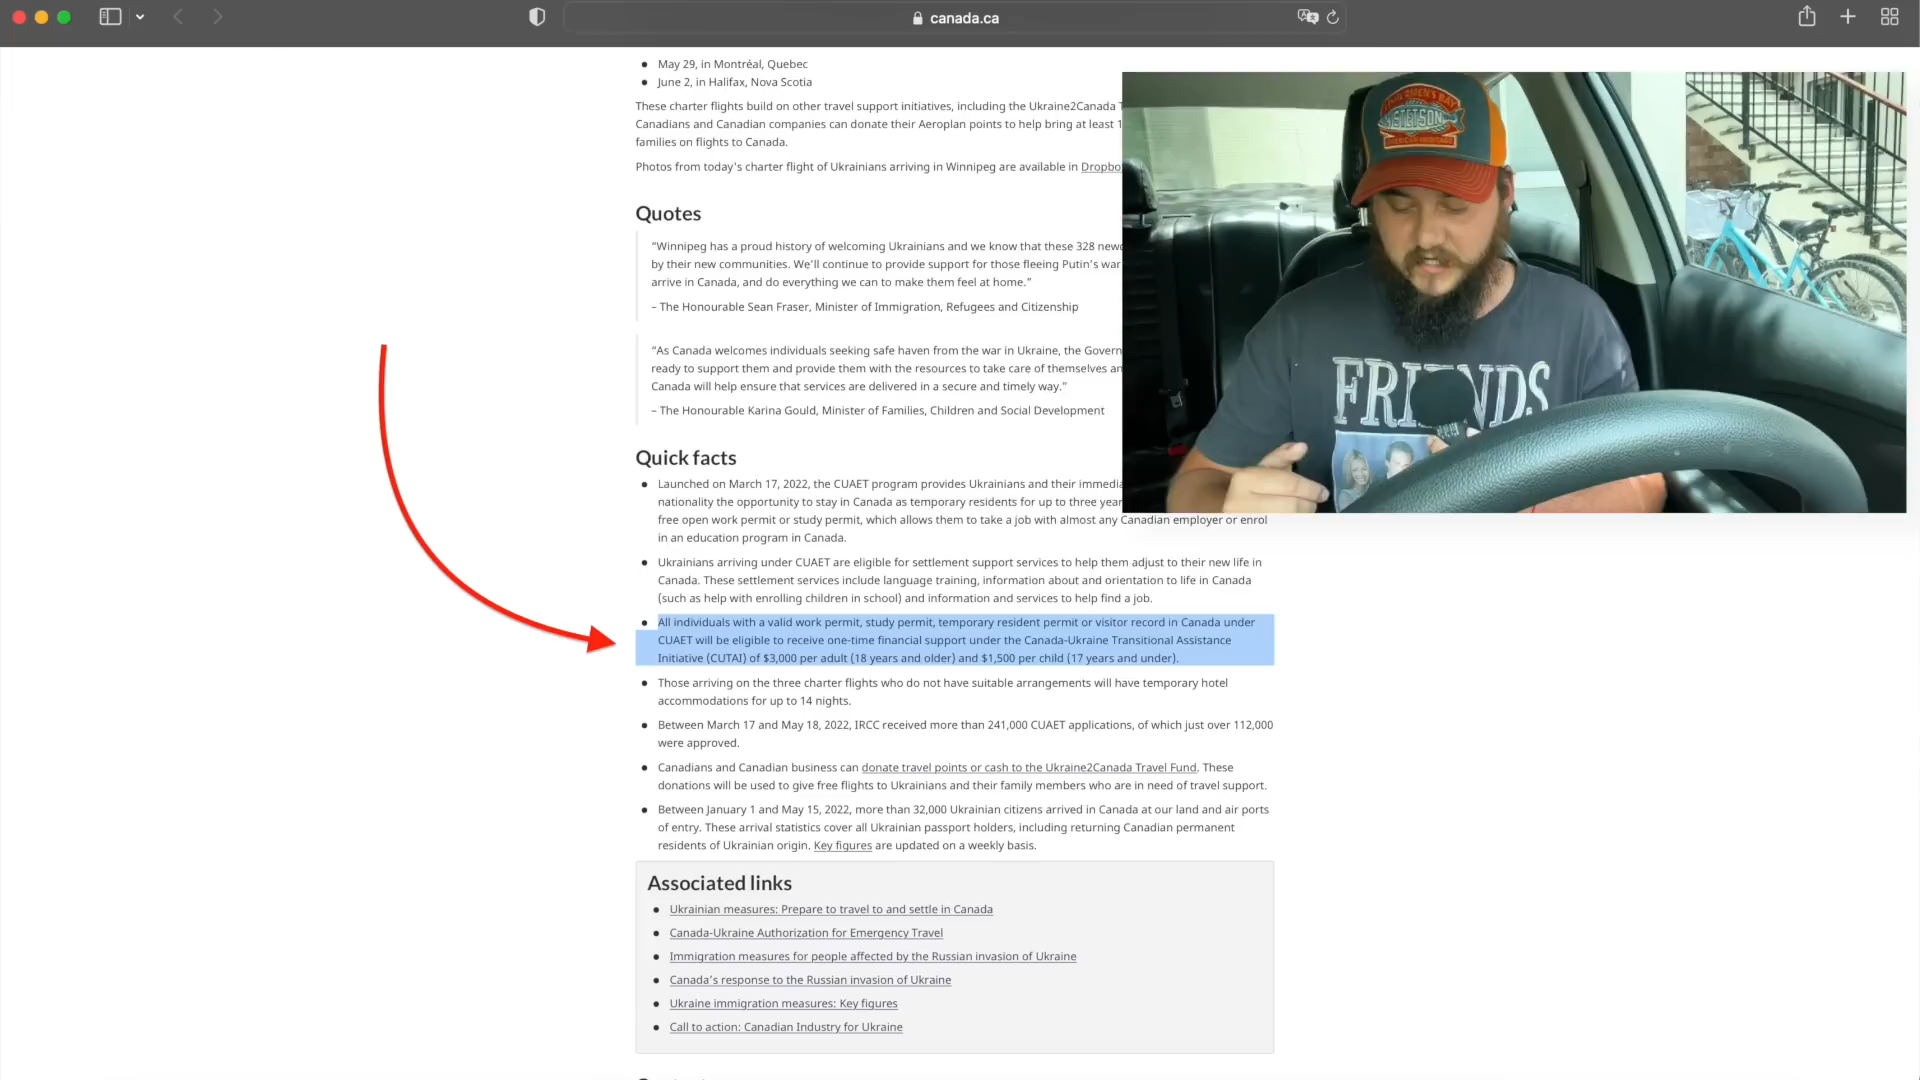 canada.ca
May 29, in Montréal, Quebec
June 2, in Halifax, Nova Scotia
These charter flights build on other travel support initiatives, including the Ukraine2Canada
Canadians and Canadian companies can donate their Aeroplan points to help bring at least
families on flights to Canada.
Photos from today's charter flight of Ukrainians arriving in Winnipeg are available in Dropbo
Quotes
"Winnipeg has a proud history of welcoming Ukrainians and we know that these 328 newc
by their new communities. We'll continue to provide support for those fleeing Putin's war
arrive in Canada, and do everything we can to make them feel at home."
– The Honourable Sean Fraser, Minister of Immigration, Refugees and Citizenship
"As Canada welcomes individuals seeking safe haven from the war in Ukraine, the Govern
ready to support them and provide them with the resources to take care of themselves an
Canada will help ensure that services are delivered in a secure and timely way."
– The Honourable Karina Gould, Minister of Families, Children and Social Development
Quick facts
Launched on March 17, 2022, the CUAET program provides Ukrainians and their immedia
nationality the opportunity to stay in Canada as temporary residents for up to three year
free open work permit or study permit, which allows them to take a job with almost any Canadian employer or enrol
in an education program in Canada.
Ukrainians arriving under CUAET are eligible for settlement support services to help them adjust to their new life in
Canada. These settlement services include language training, information about and orientation to life in Canada
(such as help with enrolling children in school) and information and services to help find a job.
All individuals with a valid work permit, study permit, temporary resident permit or visitor record in Canada under
CUAET will be eligible to receive one-time financial support under the Canada-Ukraine Transitional Assistance
Initiative (CUTAI) of $3,000 per adult (18 years and older) and $1,500 per child (17 years and under).
Those arriving on the three charter flights who do not have suitable arrangements will have temporary hotel
accommodations for up to 14 nights.
Between March 17 and May 18, 2022, IRCC received more than 241,000 CUAET applications, of which just over 112,000
were approved.
Canadians and Canadian business can donate travel points or cash to the Ukraine2Canada Travel Fund. These
donations will be used to give free flights to Ukrainians and their family members who are in need of travel support.
Between January 1 and May 15, 2022, more than 32,000 Ukrainian citizens arrived in Canada at our land and air ports
of entry. These arrival statistics cover all Ukrainian passport holders, including returning Canadian permanent
residents of Ukrainian origin. Key figures are updated on a weekly basis.
Associated links
Ukrainian measures: Prepare to travel to and settle in Canada
Canada-Ukraine Authorization for Emergency Travel
Immigration measures for people affected by the Russian invasion of Ukraine
Canada's response to the Russian invasion of Ukraine
Ukraine immigration measures: Key figures
Call to action: Canadian Industry for Ukraine
STETSON
AMERICAN HERITAGE